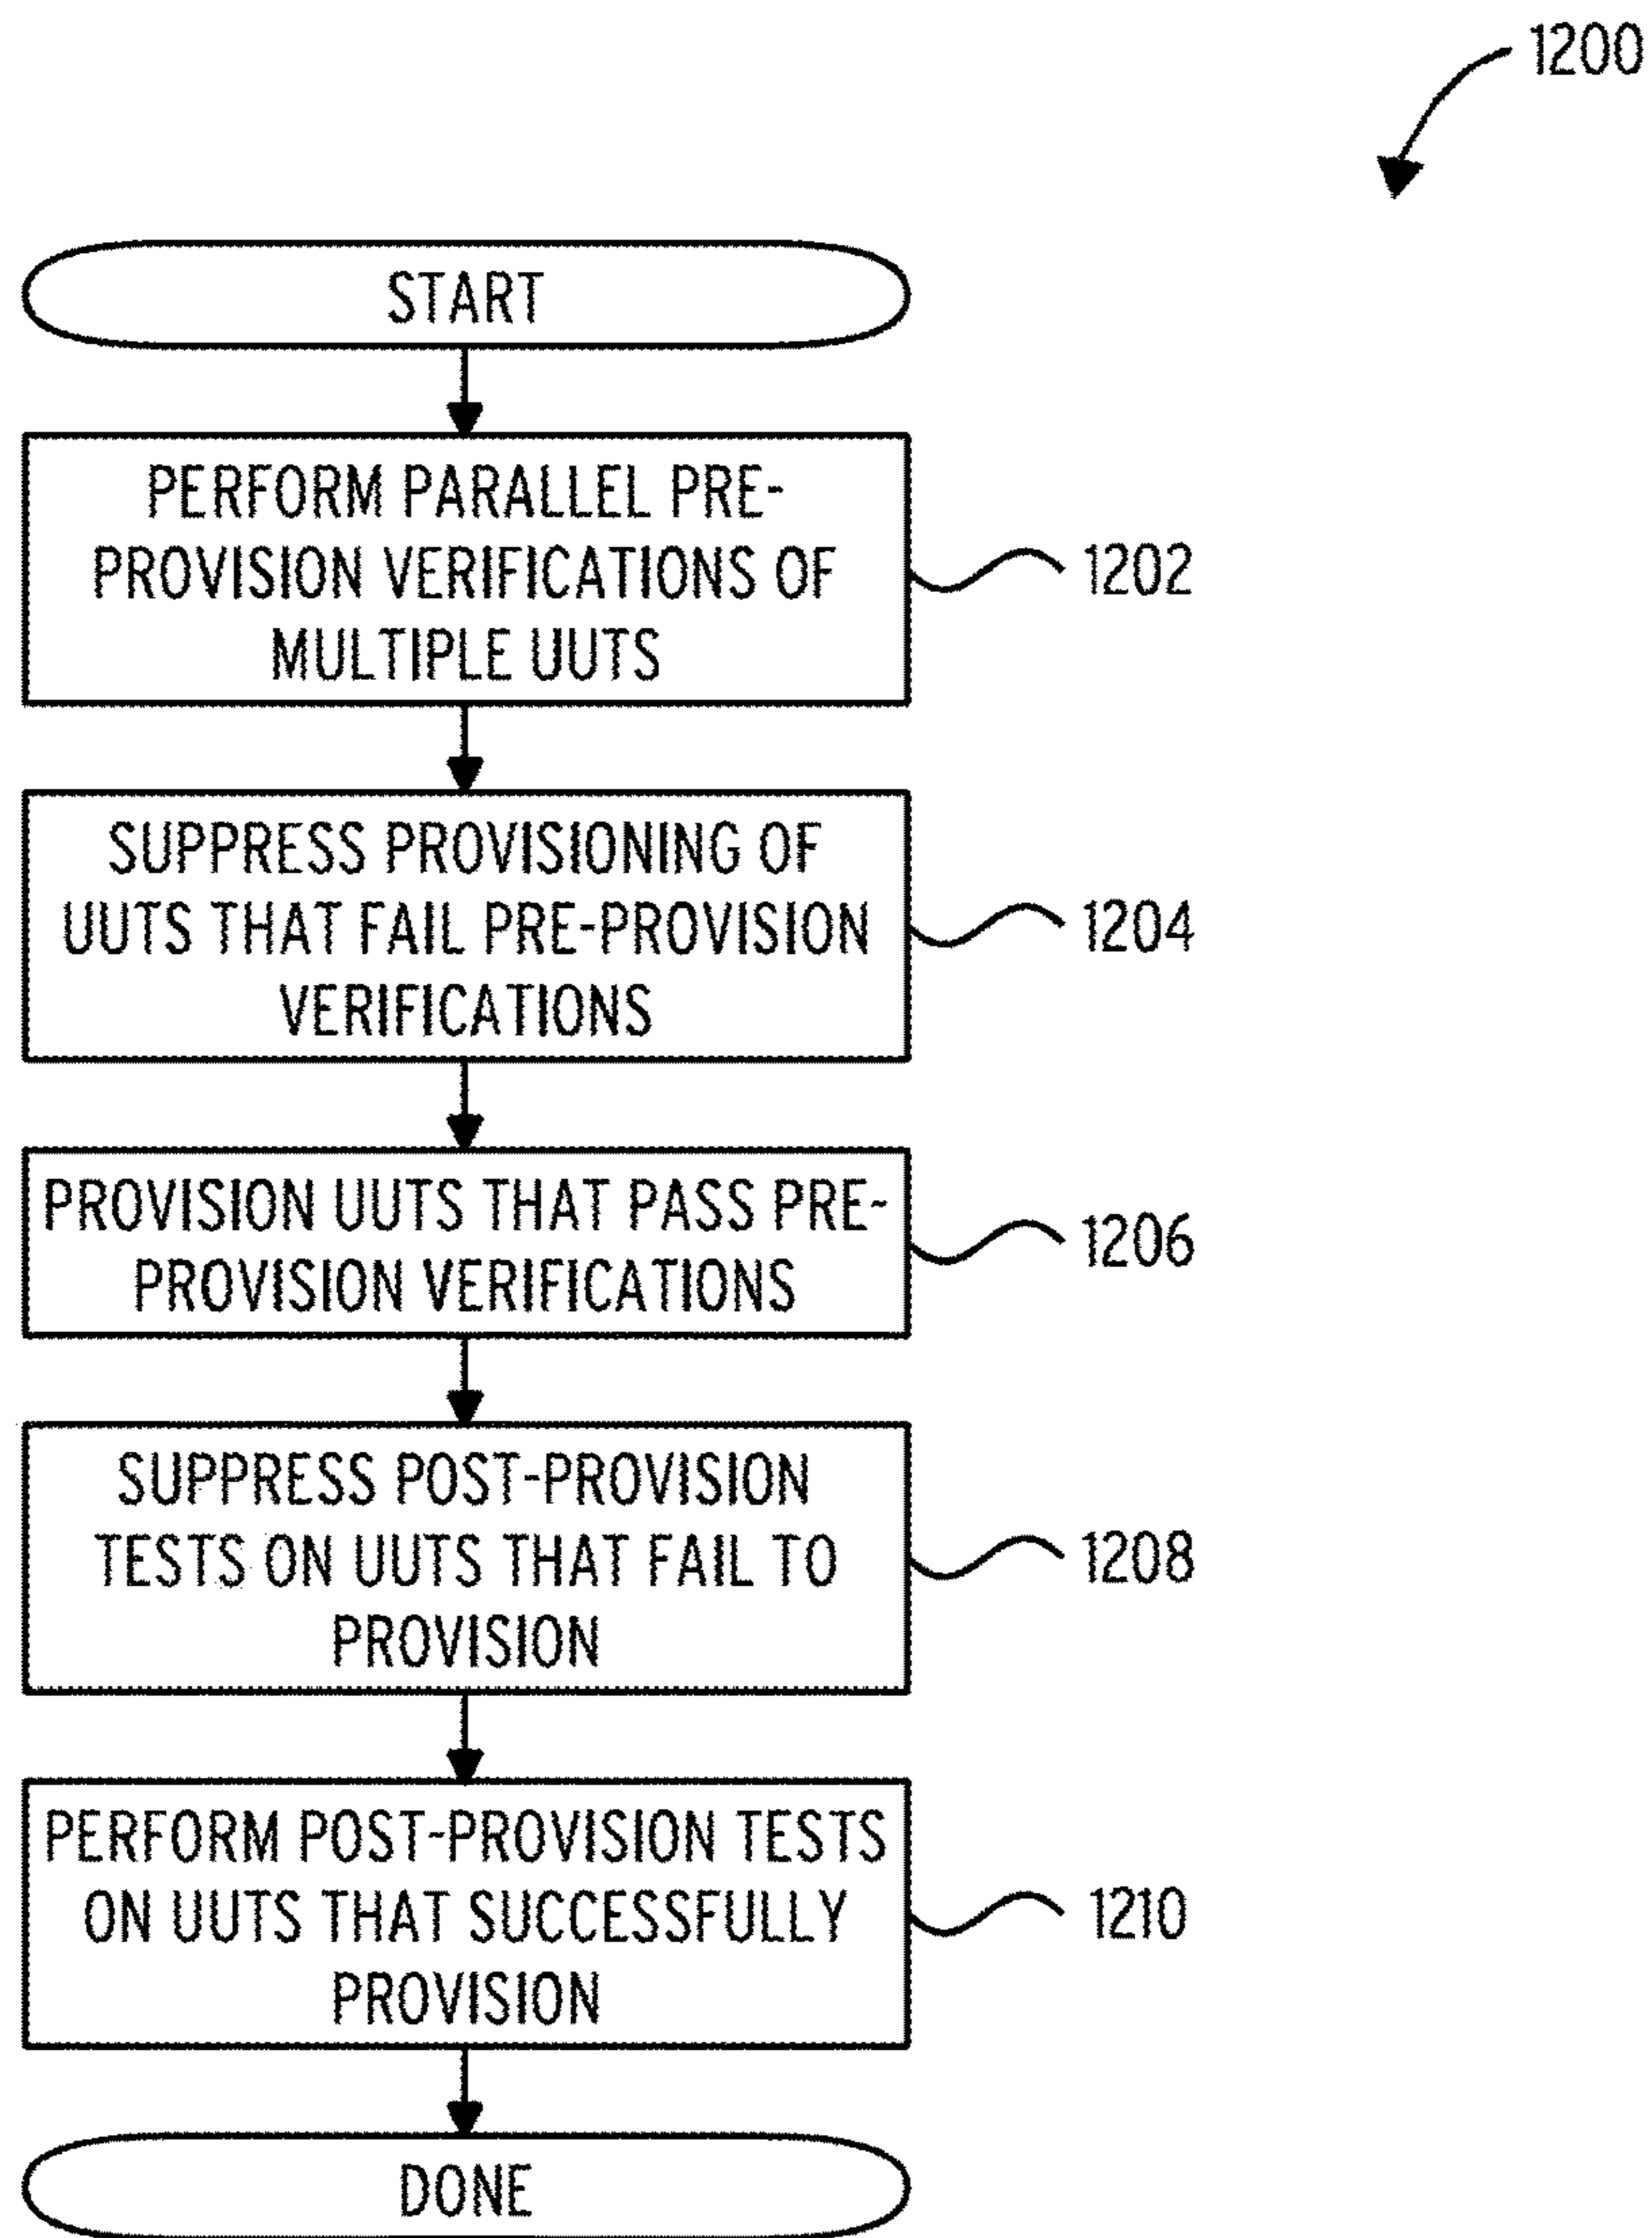 1200
START
PERFORM PARALLEL PRE-
PROVISION VERIFICATIONS OF
MULTIPLE UUTS
1202
SUPPRESS PROVISIONING OF
UUTS THAT FAIL PRE-PROVISION
VERIFICATIONS
1204
PROVISION UUTS THAT PASS PRE-
PROVISION VERIFICATIONS
1206
SUPPRESS POST-PROVISION
TESTS ON UUTS THAT FAIL TO
PROVISION
1208
PERFORM POST-PROVISION TESTS
ON UUTS THAT SUCCESSFULLY
PROVISION
1210
DONE